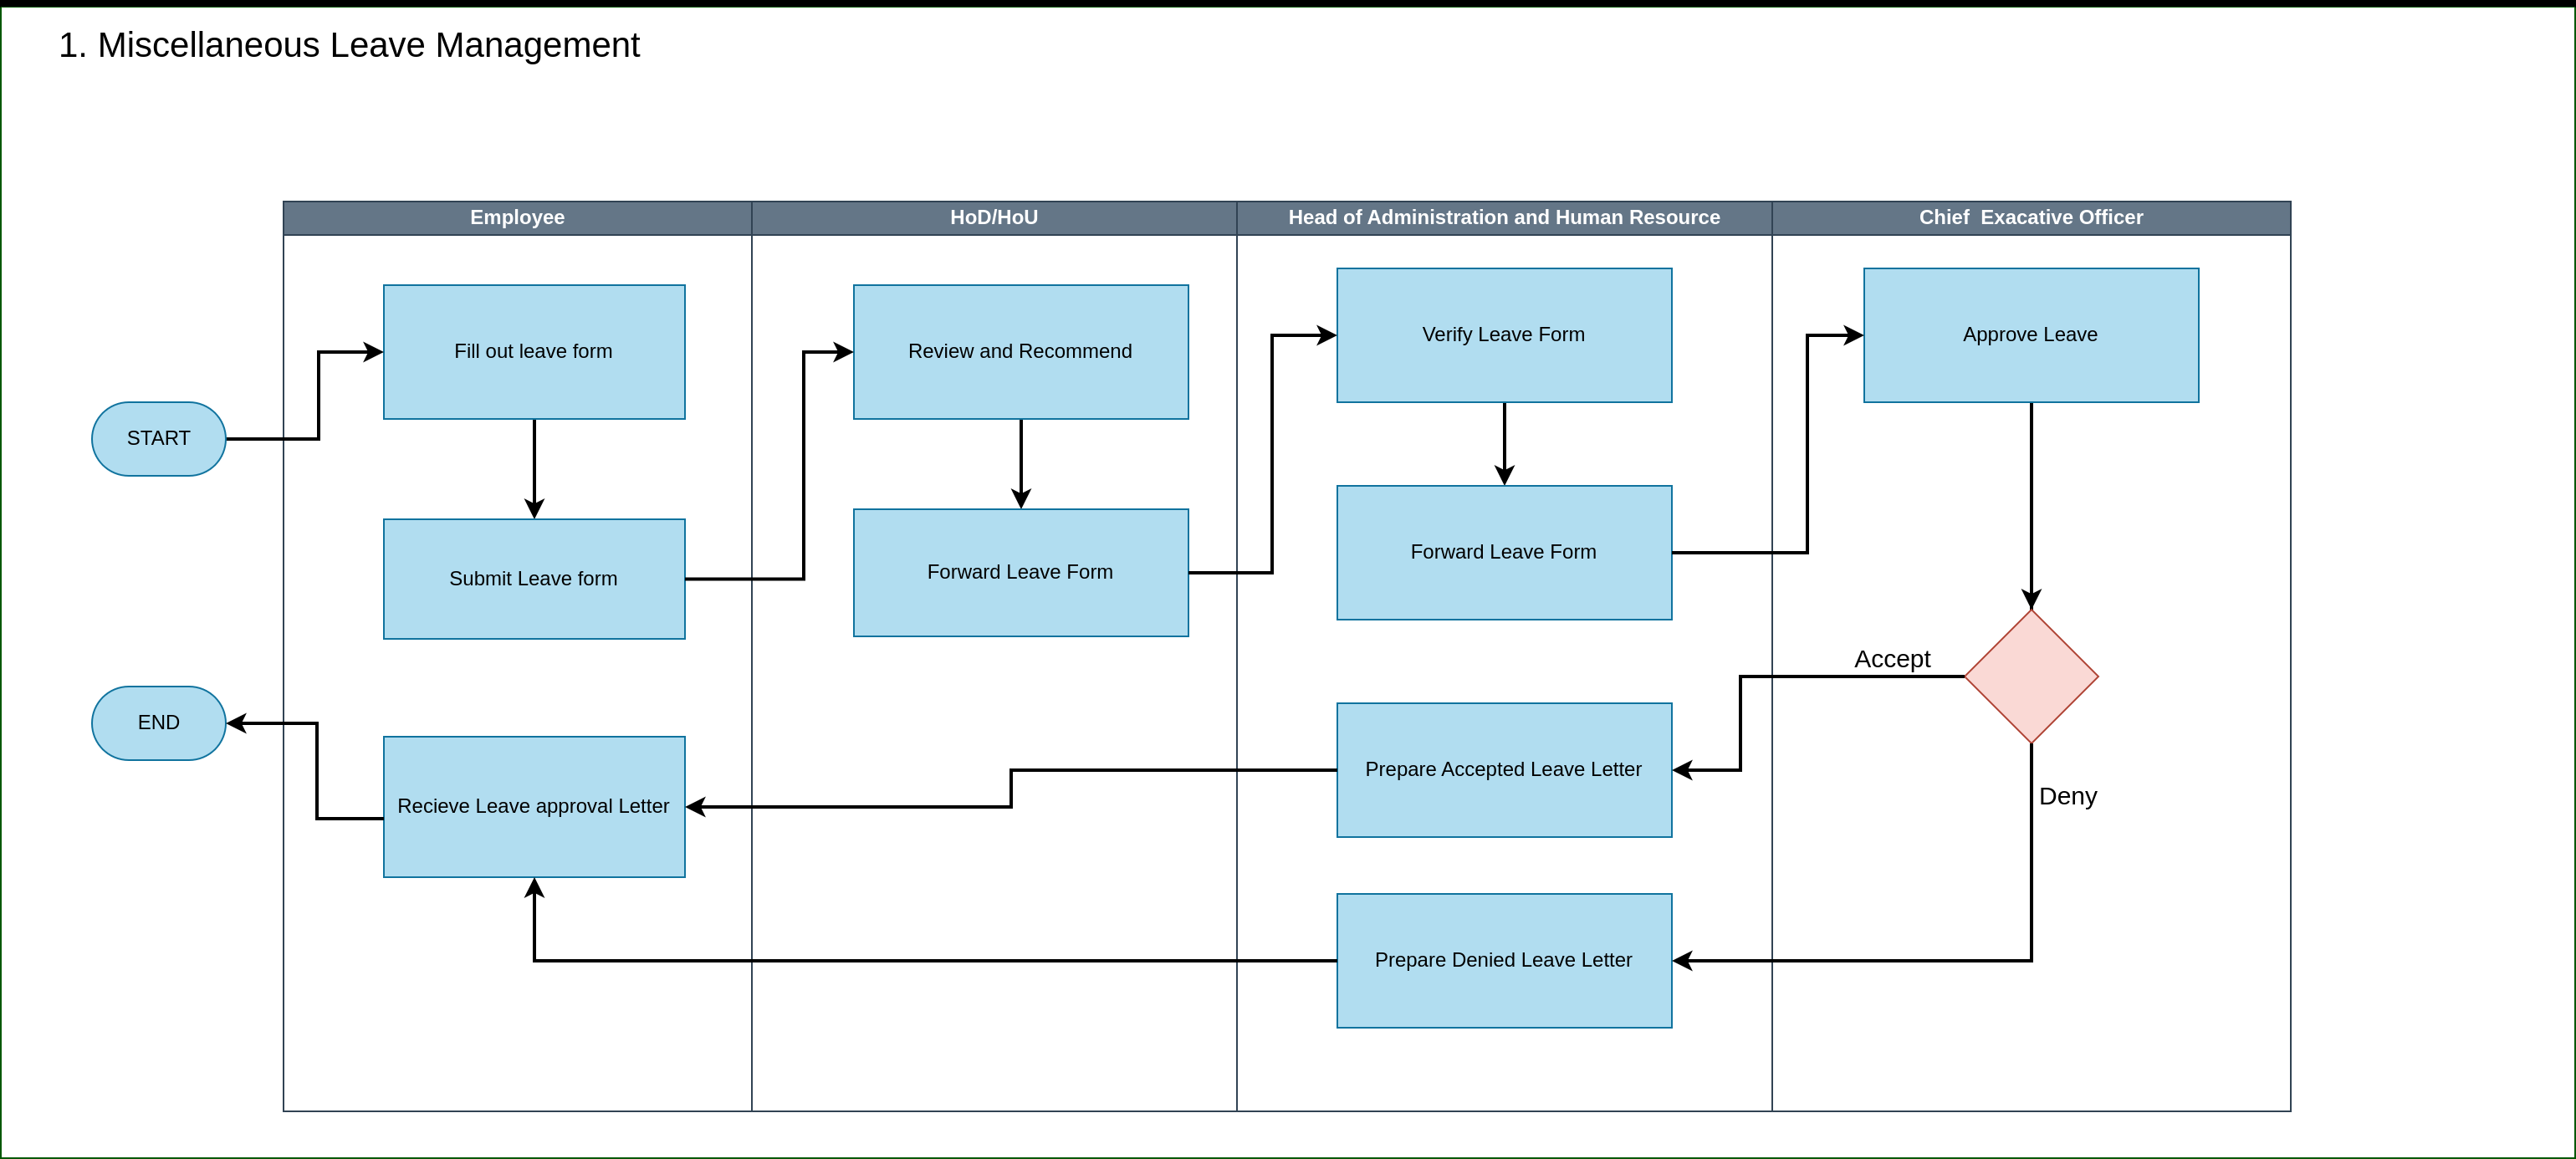 1. Miscellaneous Leave Management
Employee
HoD/HoU
Head of Administration and Human Resource
Chief  Exacative Officer
Fill out leave form
Review and Recommend
Verify Leave Form
Approve Leave
START
Submit Leave form
Forward Leave Form
Forward Leave Form
Accept
END
Recieve Leave approval Letter
Prepare Accepted Leave Letter
Deny
Prepare Denied Leave Letter